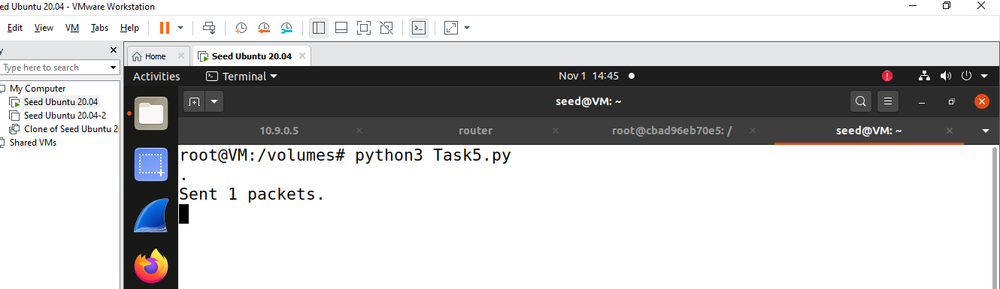 ed Ubuntu 20.04 - VMware Workstation
Edit View VM Tabs Help
y
Type here to search
My Computer
Seed Ubuntu 20.04
Seed Ubuntu 20.04-2
Clone of Seed Ubuntu 20
Shared VMs
Home
Seed Ubuntu 20.04
Activities Terminal Nov 1 14:45
seed@VM: ~
10.9.0.5 router root@cbad96eb70e5: / seed@VM: ~
root@VM:/volumes# python3 Task5.py
.
Sent 1 packets.